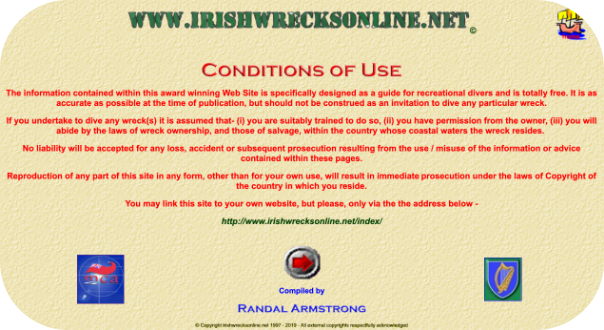 WWW.IRISHWRECKSONLINE.NET©
CONDITIONS OF USE
The information contained within this award winning Web Site is specifically designed as a guide for recreational divers and is totally free. It is as
accurate as possible at the time of publication, but should not be construed as an invitation to dive any particular wreck.
If you undertake to dive any wreck(s) it is assumed that- (i) you are suitably trained to do so, (ii) you have permission from the owner, (iii) you will
abide by the laws of wreck ownership, and those of salvage, within the country whose coastal waters the wreck resides.
No liability will be accepted for any loss, accident or subsequent prosecution resulting from the use / misuse of the information or advice
contained within these pages.
Reproduction of any part of this site in any form, other than for your own use, will result in immediate prosecution under the laws of Copyright of
the country in which you reside.
You may link this site to your own website, but please, only via the the address below -
http://www.irishwrecksonline.net/index/
Compiled by
RANDAL ARMSTRONG
© Copyright irishwrecksonline.net 1997 - 2019 - All external copyrights respectfully acknowledged